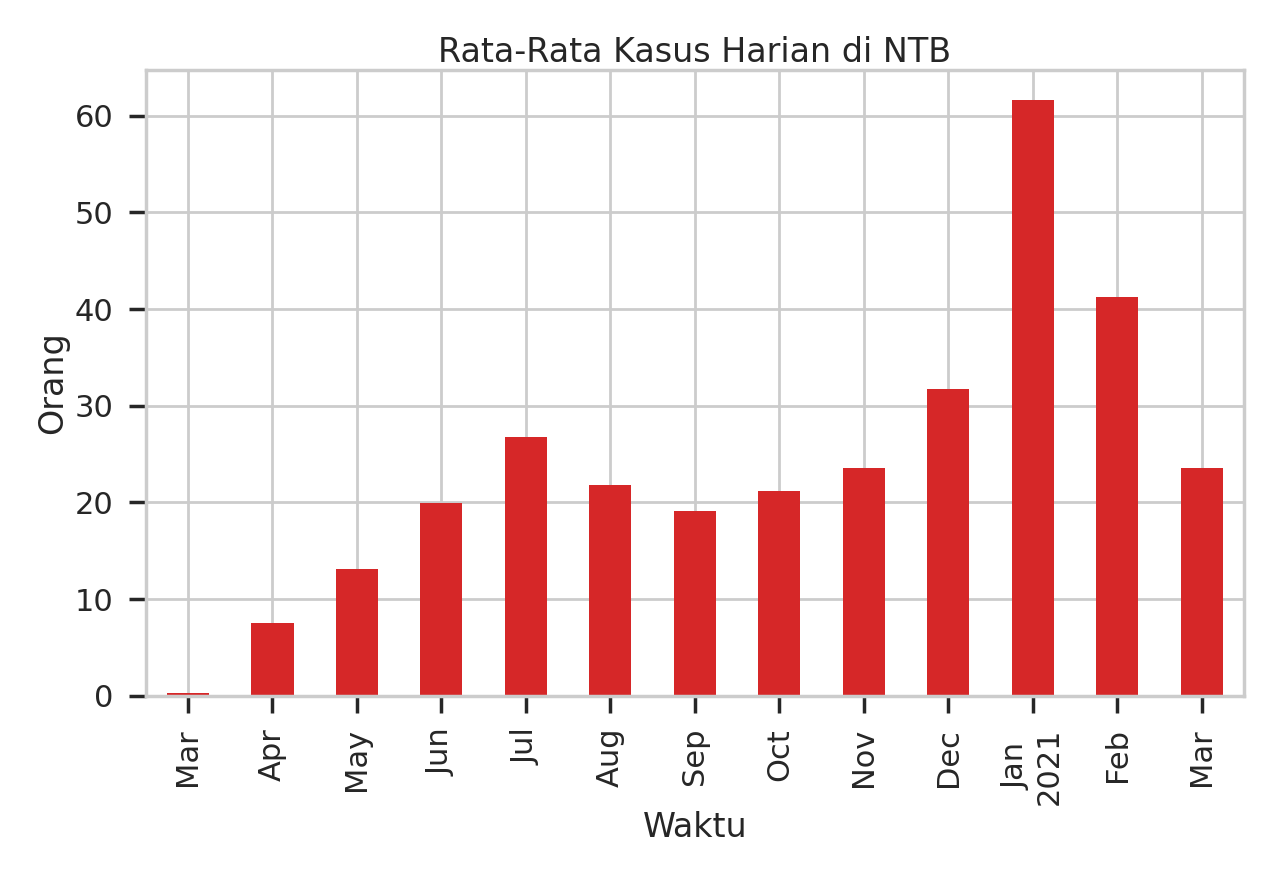 Rata-Rata Kasus Harian di NTB
60
50
40
30
20
10
0
Orang
Mar
Apr
May
Jun
Jul
Aug
Sep
Oct
Nov
Dec
Jan
2021
Feb
Mar
Waktu